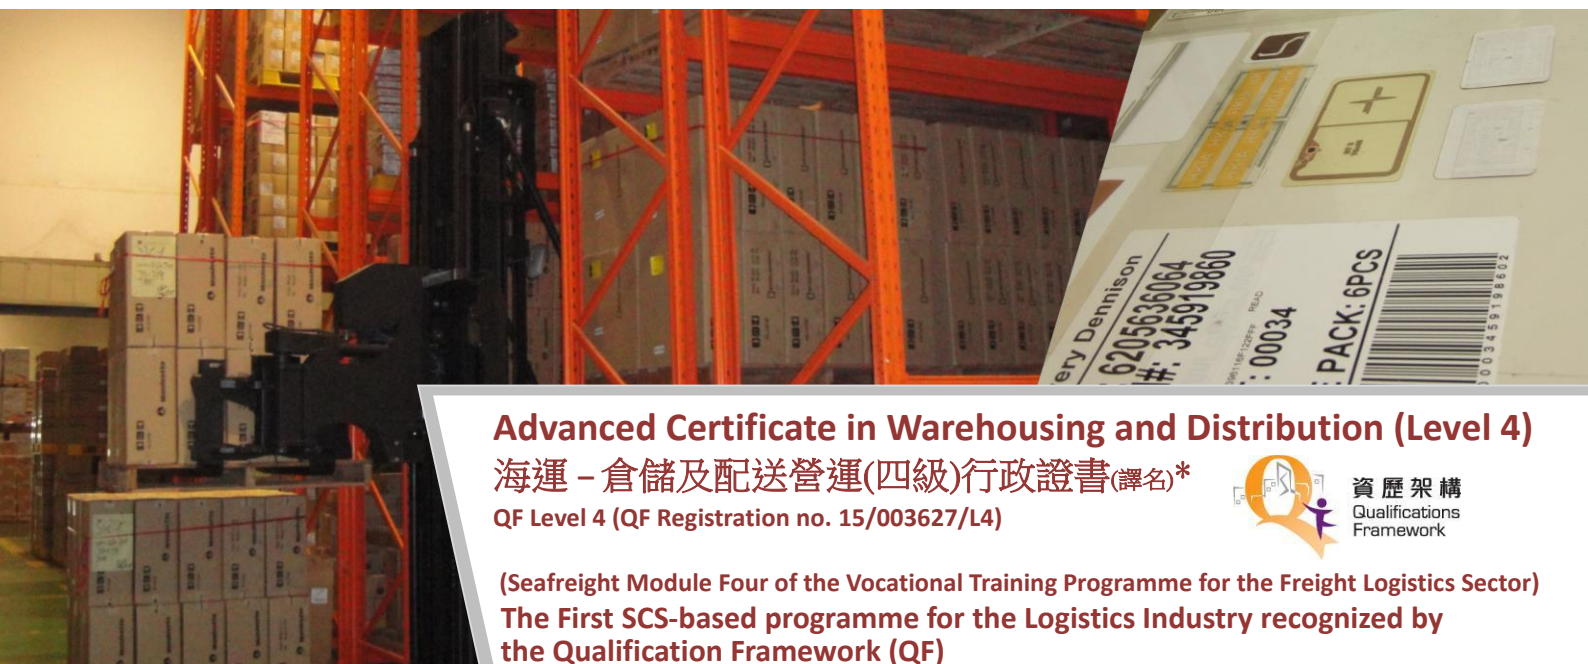 ery Dennison
6205636064
#: 345919860
READ
: 00034
E PACK: 6PCS
Advanced Certificate in Warehousing and Distribution (Level 4)
海運 – 倉儲及配送營運(四級)行政證書(譯名)*
QF Level 4 (QF Registration no. 15/003627/L4)
資歷架構
Qualifications
Framework
(Seafreight Module Four of the Vocational Training Programme for the Freight Logistics Sector)
The First SCS-based programme for the Logistics Industry recognized by
the Qualification Framework (QF)